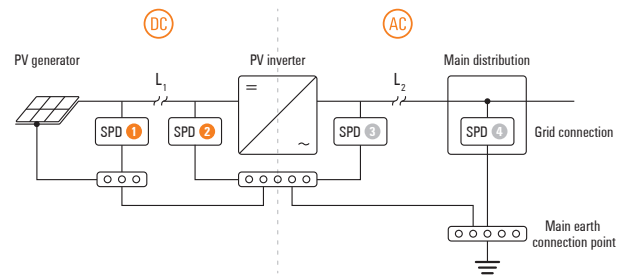 DC
AC
PV generator
PV inverter
Main distribution
L1
L2
SPD 1
SPD 2
SPD 3
SPD 4
Grid connection
Main earth
connection point